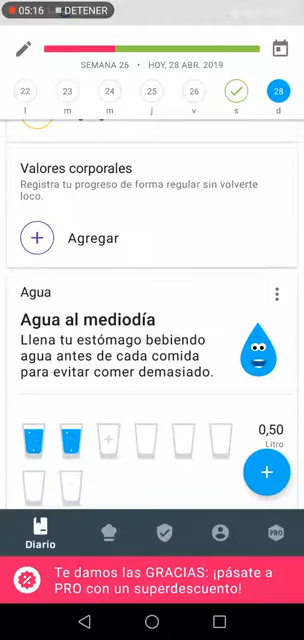 05:16 DETENER
SEMANA 26 • HOY, 28 ABR. 2019
22 23 24 25 26 28
l m m j v s d
Valores corporales
Registra tu progreso de forma regular sin volverte
loco.
+ Agregar
Agua
Agua al mediodía
Llena tu estómago bebiendo
agua antes de cada comida
para evitar comer demasiado.
0,50
Litro
+
Diario
PRO
Te damos las GRACIAS: ¡pásate a
PRO con un superdescuento!